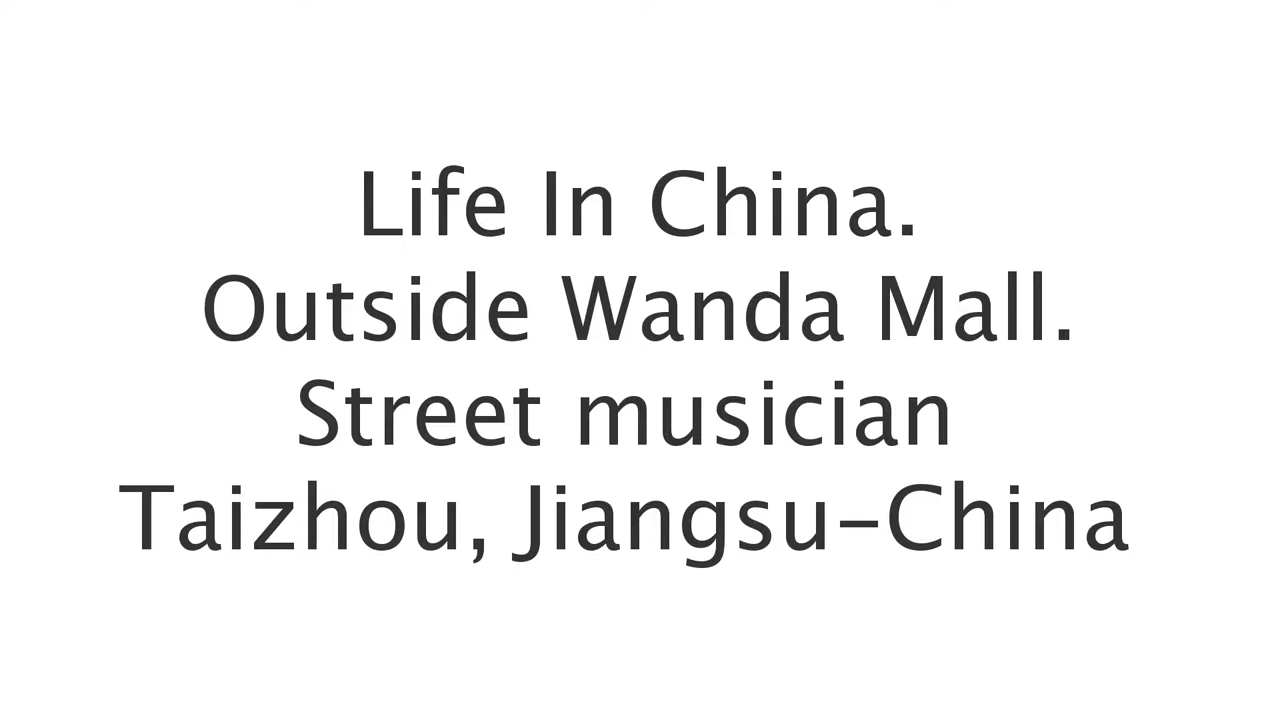 Life In China.
Outside Wanda Mall.
Street musician
Taizhou, Jiangsu-China